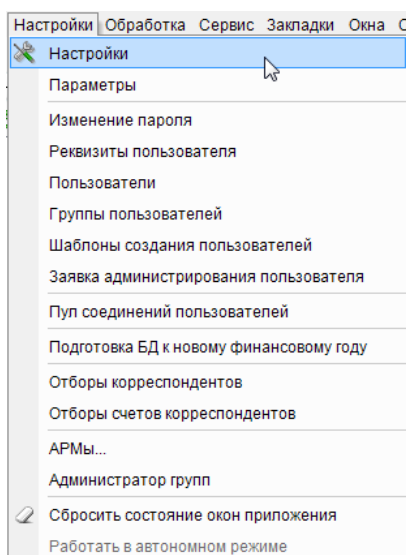 Настройки Обработка Сервис Закладки Окна С
Настройки
Параметры
Изменение пароля
Реквизиты пользователя
Пользователи
Группы пользователей
Шаблоны создания пользователей
Заявка администрирования пользователя
Пул соединений пользователей
Подготовка БД к новому финансовому году
Отборы корреспондентов
Отборы счетов корреспондентов
АРМы...
Администратор групп
Сбросить состояние окон приложения
Работать в автономном режиме